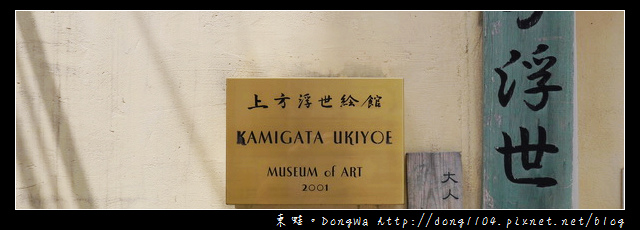 上方浮世絵館
KAMIGATA UKIYOE
MUSEUM of ART
2001
大人
浮世
東畦。DongWa http://dong1104.pixnet.net/blog